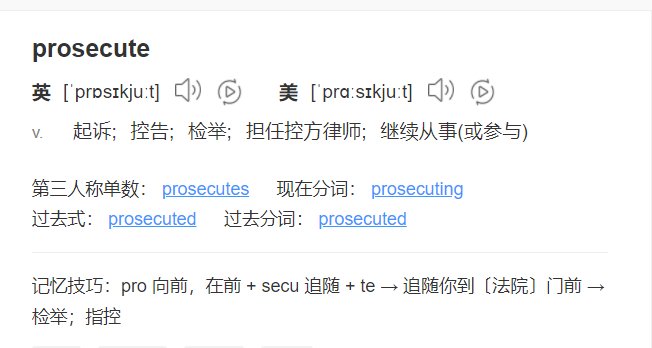 prosecute
英 [ˈprɒsɪkjuːt] 美 [ˈprɑːsɪkjuːt]
v. 起诉；控告；检举；担任控方律师；继续从事(或参与)
第三人称单数： prosecutes 现在分词： prosecuting
过去式： prosecuted 过去分词： prosecuted
记忆技巧：pro 向前，在前 + secu 追随 + te → 追随你到〔法院〕门前 →
检举；指控